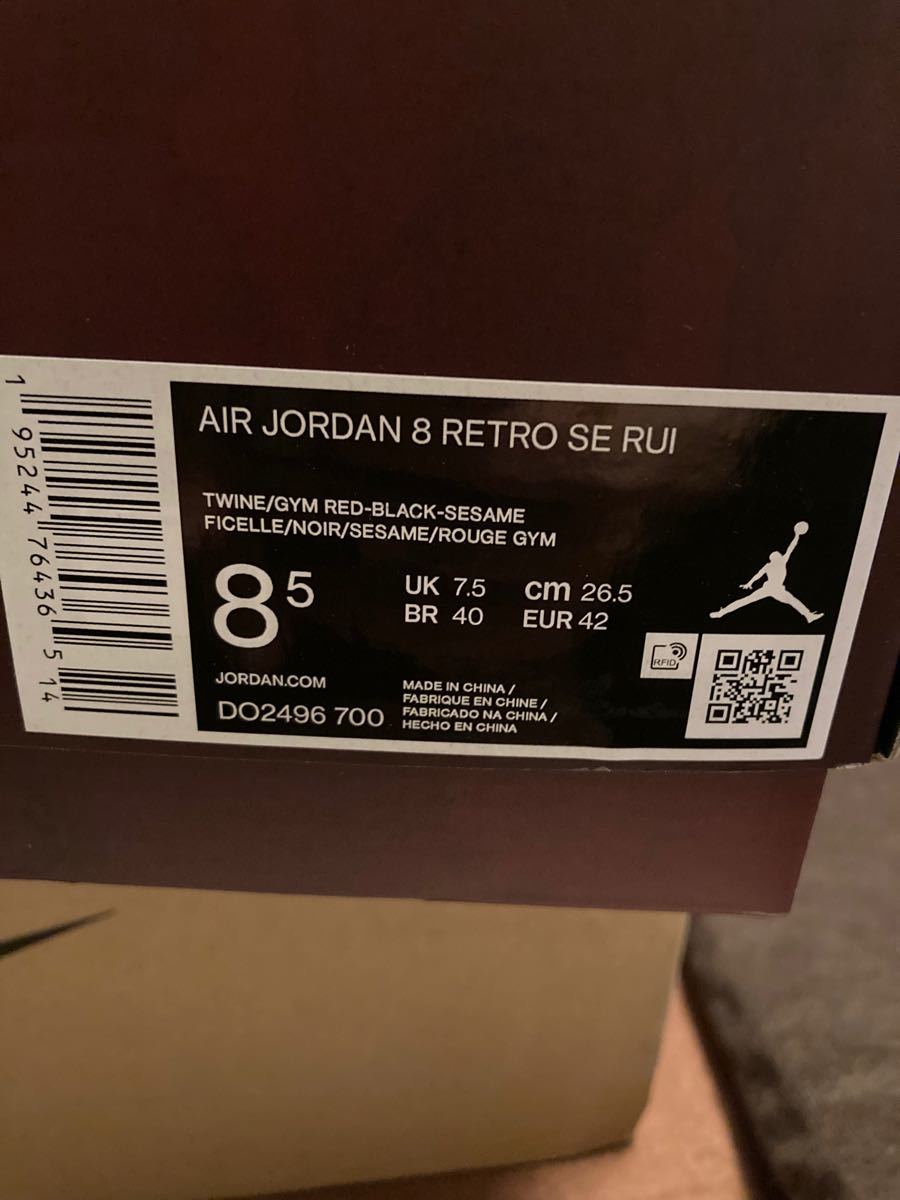 AIR JORDAN 8 RETRO SE RUI
TWINE/GYM RED-BLACK-SESAME
FICELLE/NOIR/SESAME/ROUGE GYM
8 5
UK 7.5 cm 26.5
BR 40 EUR 42
JORDAN.COM
DO2496 700
MADE IN CHINA /
FABRIQUE EN CHINE /
FABRICADO NA CHINA /
HECHO EN CHINA
RFID
1 95244 76436 5 14